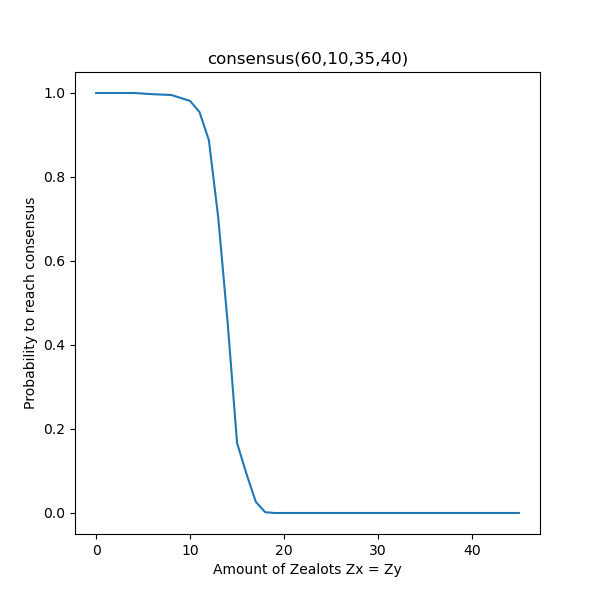 consensus(60,10,35,40)
1.0
0.8
0.6
0.4
0.2
0.0
Probability to reach consensus
0 10 20 30 40
Amount of Zealots Zx = Zy